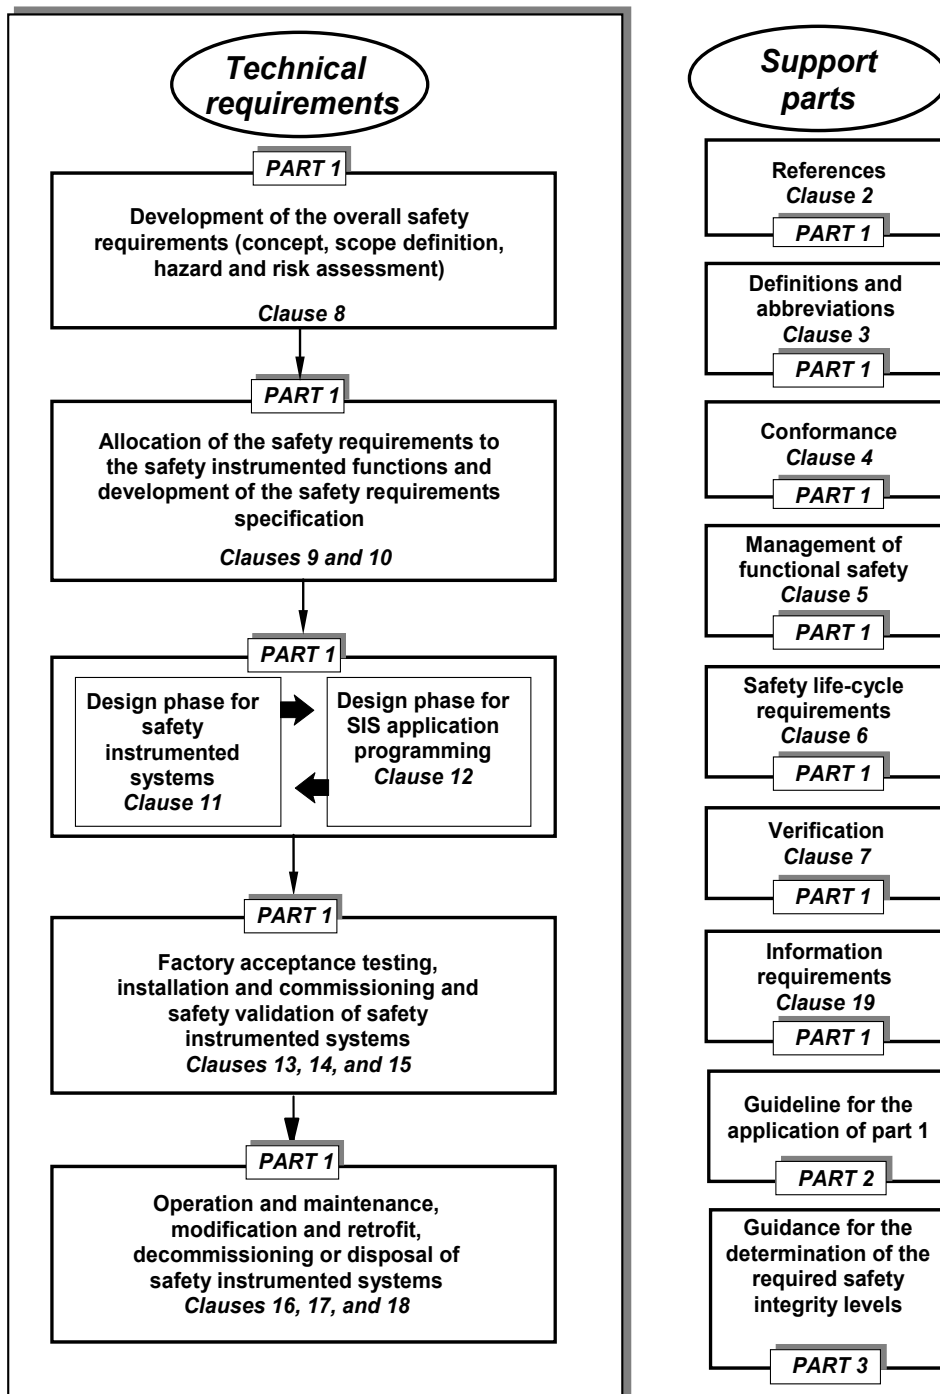 Technical
requirements
PART 1
Development of the overall safety
requirements (concept, scope definition,
hazard and risk assessment)
Clause 8
PART 1
Allocation of the safety requirements to
the safety instrumented functions and
development of the safety requirements
specification
Clauses 9 and 10
PART 1
Design phase for
safety
instrumented
systems
Clause 11
Design phase for
SIS application
programming
Clause 12
PART 1
Factory acceptance testing,
installation and commissioning and
safety validation of safety
instrumented systems
Clauses 13, 14, and 15
PART 1
Operation and maintenance,
modification and retrofit,
decommissioning or disposal of
safety instrumented systems
Clauses 16, 17, and 18
Support
parts
References
Clause 2
PART 1
Definitions and
abbreviations
Clause 3
PART 1
Conformance
Clause 4
PART 1
Management of
functional safety
Clause 5
PART 1
Safety life-cycle
requirements
Clause 6
PART 1
Verification
Clause 7
PART 1
Information
requirements
Clause 19
PART 1
Guideline for the
application of part 1
PART 2
Guidance for the
determination of the
required safety
integrity levels
PART 3